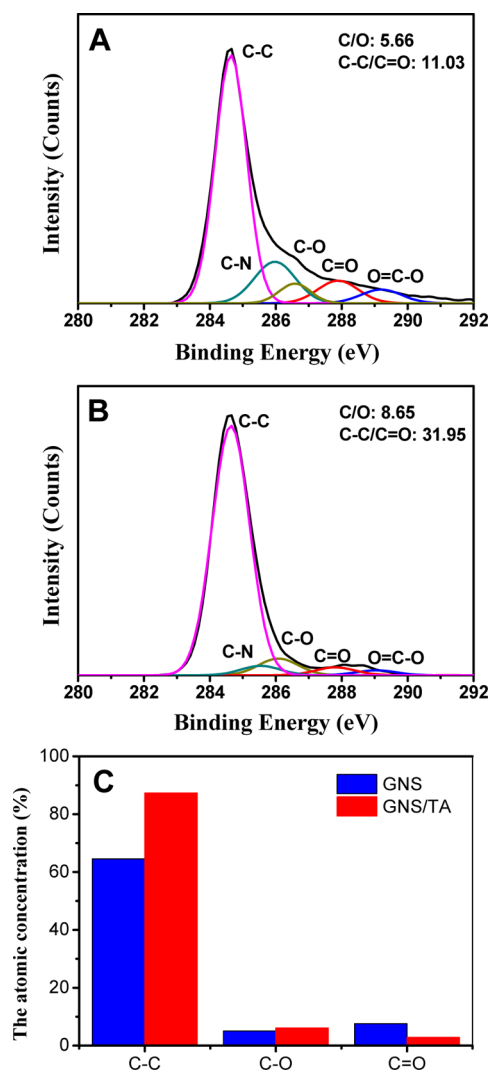 A
C/O: 5.66
C-C/C=O: 11.03
C-C
C-O
C-N
C=O
O=C-O
Intensity (Counts)
280 282 284 286 288 290 292
Binding Energy (eV)
B
C/O: 8.65
C-C/C=O: 31.95
C-C
C-O
C-N
C=O
O=C-O
Intensity (Counts)
280 282 284 286 288 290 292
Binding Energy (eV)
C
GNS
GNS/TA
The atomic concentration (%)
100
80
60
40
20
0
C-C C-O C=O